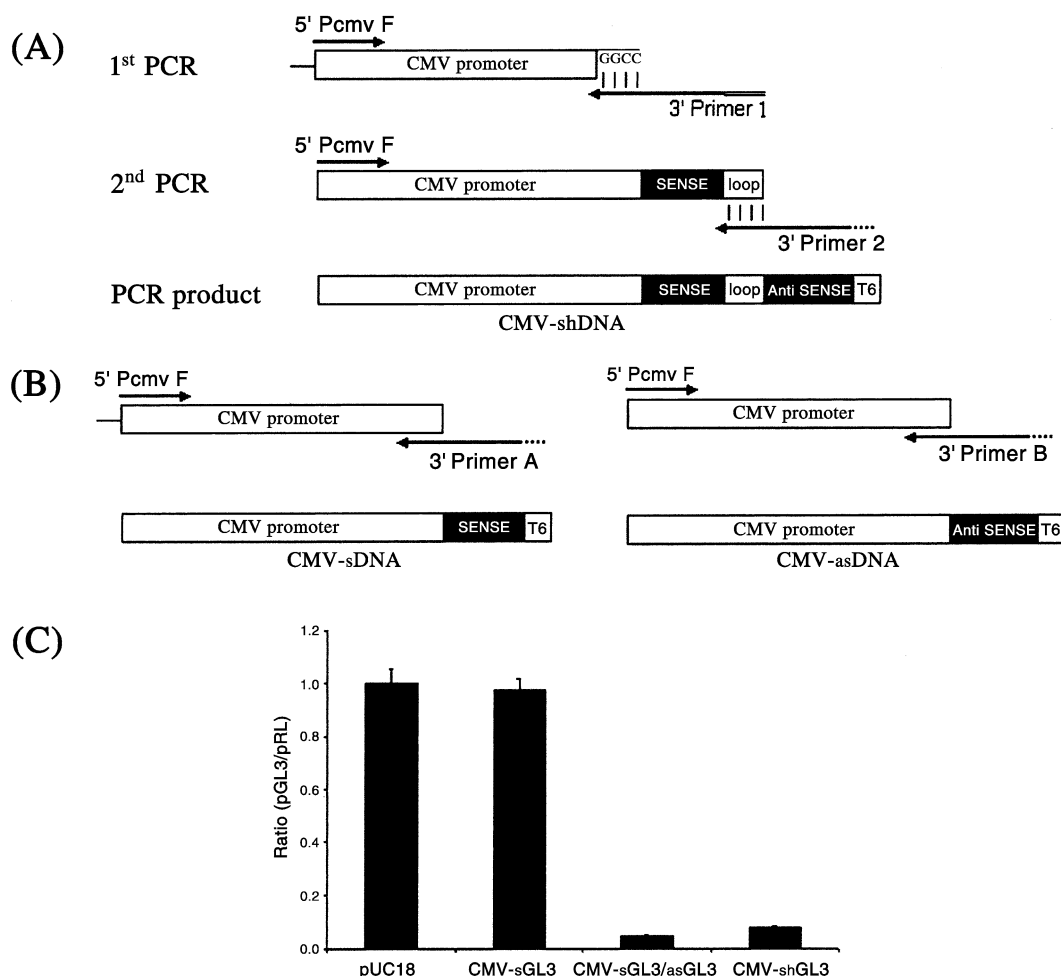 (A)
5' Pcmv F
1st PCR
CMV promoter
GGCC
3' Primer 1
5' Pcmv F
2nd PCR
CMV promoter
SENSE
loop
3' Primer 2
PCR product
CMV promoter
SENSE
loop
Anti SENSE
T6
CMV-shDNA
(B)
5' Pcmv F
CMV promoter
3' Primer A
CMV promoter
SENSE
T6
CMV-sDNA
5' Pcmv F
CMV promoter
3' Primer B
CMV promoter
Anti SENSE
T6
CMV-asDNA
(C)
Ratio (pGL3/pRL)
1.2
1.0
0.8
0.6
0.4
0.2
0.0
pUC18
CMV-sGL3
CMV-sGL3/asGL3
CMV-shGL3